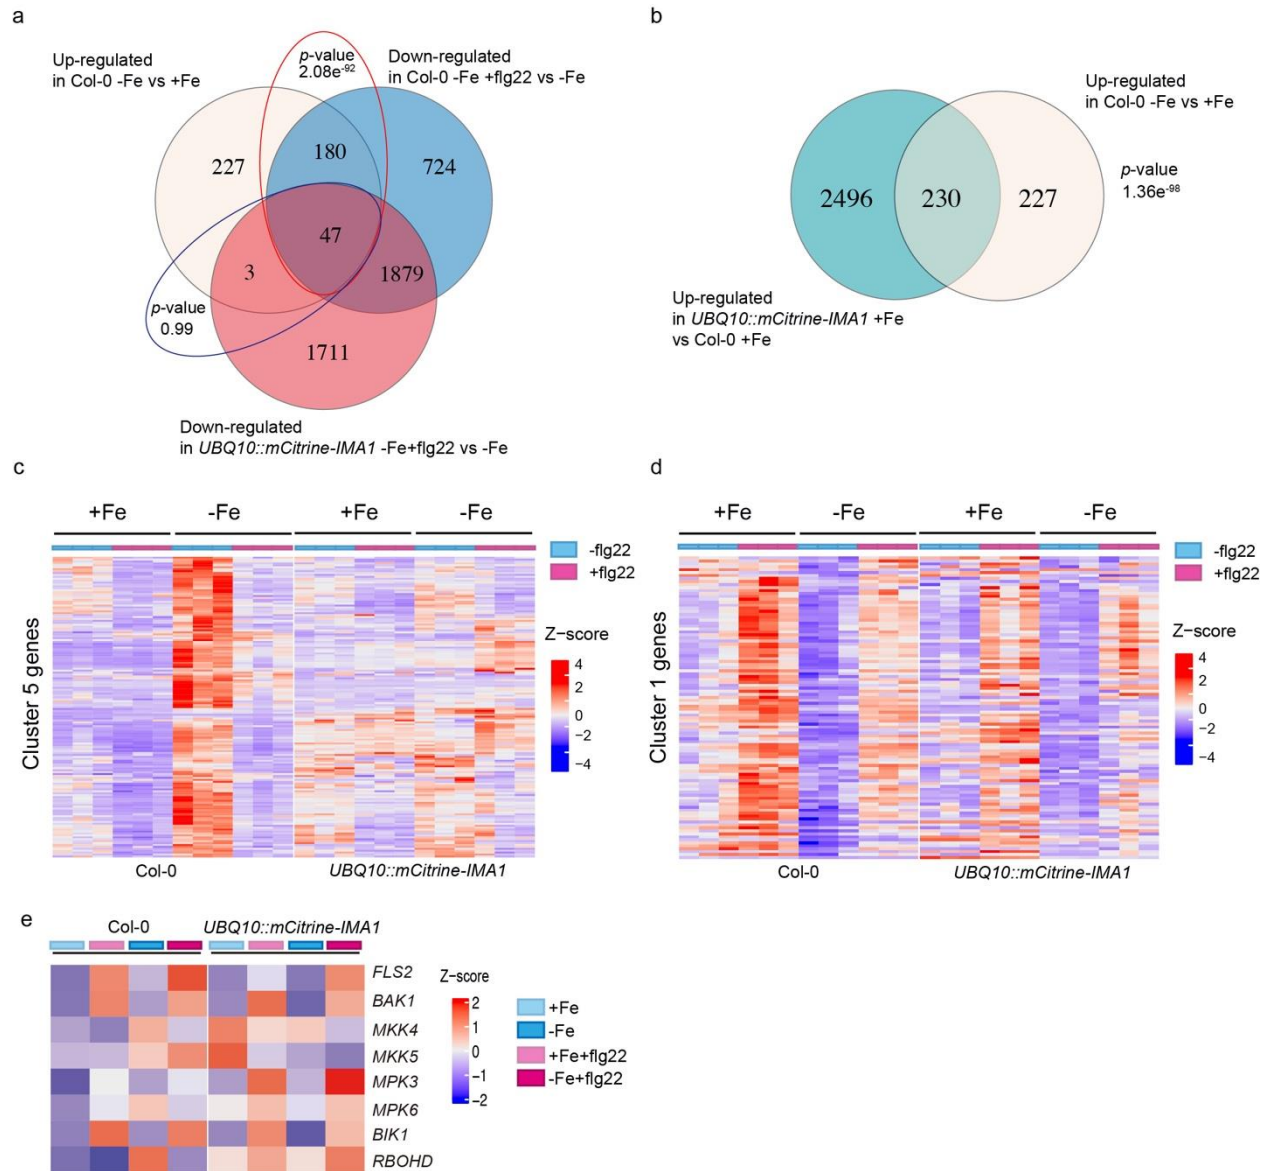 a
Up-regulated
in Col-0 -Fe vs +Fe
p-value
2.08e-92
Down-regulated
in Col-0 -Fe +flg22 vs -Fe
227
180
724
47
3
1879
p-value
0.99
1711
Down-regulated
in UBQ10::mCitrine-IMA1 -Fe+flg22 vs -Fe
b
Up-regulated
in Col-0 -Fe vs +Fe
p-value
1.36e-98
2496
230
227
Up-regulated
in UBQ10::mCitrine-IMA1 +Fe
vs Col-0 +Fe
c
+Fe
-Fe
+Fe
-Fe
-flg22
+flg22
Z-score
4
2
0
-2
-4
Cluster 5 genes
Col-0
UBQ10::mCitrine-IMA1
d
+Fe
-Fe
+Fe
-Fe
-flg22
+flg22
Z-score
4
2
0
-2
-4
Cluster 1 genes
Col-0
UBQ10::mCitrine-IMA1
e
Col-0
UBQ10::mCitrine-IMA1
FLS2
BAK1
MKK4
MKK5
MPK3
MPK6
BIK1
RBOHD
Z-score
2
1
0
-1
-2
+Fe
-Fe
+Fe+flg22
-Fe+flg22